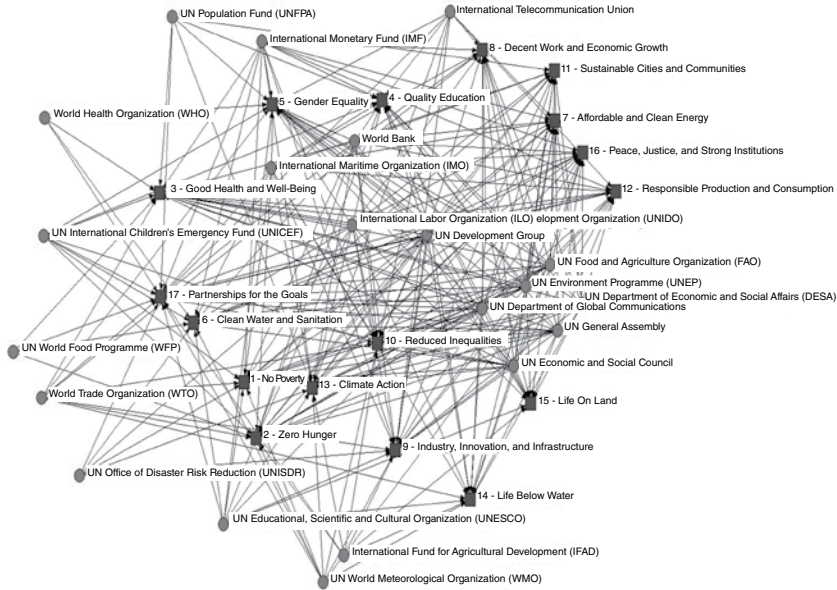 International Telecommunication Union
UN Population Fund (UNFPA)
International Monetary Fund (IMF)
8 - Decent Work and Economic Growth
11 - Sustainable Cities and Communities
5 - Gender Equality
4 - Quality Education
World Health Organization (WHO)
7 - Affordable and Clean Energy
World Bank
16 - Peace, Justice, and Strong Institutions
International Maritime Organization (IMO)
3 - Good Health and Well-Being
12 - Responsible Production and Consumption
International Labor Organization (ILO) elopment Organization (UNIDO)
UN International Children's Emergency Fund (UNICEF)
UN Development Group
UN Food and Agriculture Organization (FAO)
UN Environment Programme (UNEP)
17 - Partnerships for the Goals
UN Department of Economic and Social Affairs (DESA)
UN Department of Global Communications
6 - Clean Water and Sanitation
UN General Assembly
10 - Reduced Inequalities
UN World Food Programme (WFP)
UN Economic and Social Council
1 - No Poverty
13 - Climate Action
World Trade Organization (WTO)
15 - Life On Land
2 - Zero Hunger
9 - Industry, Innovation, and Infrastructure
UN Office of Disaster Risk Reduction (UNISDR)
14 - Life Below Water
UN Educational, Scientific and Cultural Organization (UNESCO)
International Fund for Agricultural Development (IFAD)
UN World Meteorological Organization (WMO)